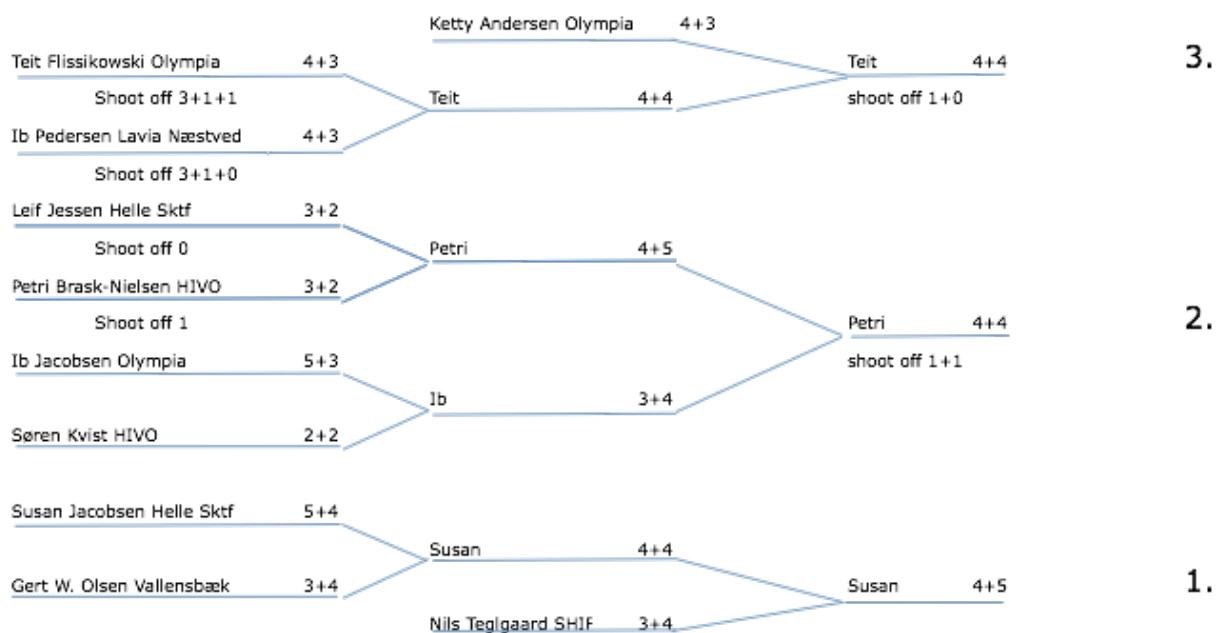 Ketty Andersen Olympia 4+3
Teit Flissikowski Olympia 4+3
Teit 4+4
3.
Shoot off 3+1+1
Teit 4+4
shoot off 1+0
Ib Pedersen Lavia Næstved 4+3
Shoot off 3+1+0
Leif Jessen Helle Sktf 3+2
Shoot off 0
Petri 4+5
Petri Brask-Nielsen HIVO 3+2
Shoot off 1
Petri 4+4
2.
Ib Jacobsen Olympia 5+3
shoot off 1+1
Ib 3+4
Søren Kvist HIVO 2+2
Susan Jacobsen Helle Sktf 5+4
Susan 4+4
Gert W. Olsen Vallensbæk 3+4
Susan 4+5
1.
Nils Teglgaard SHIF 3+4